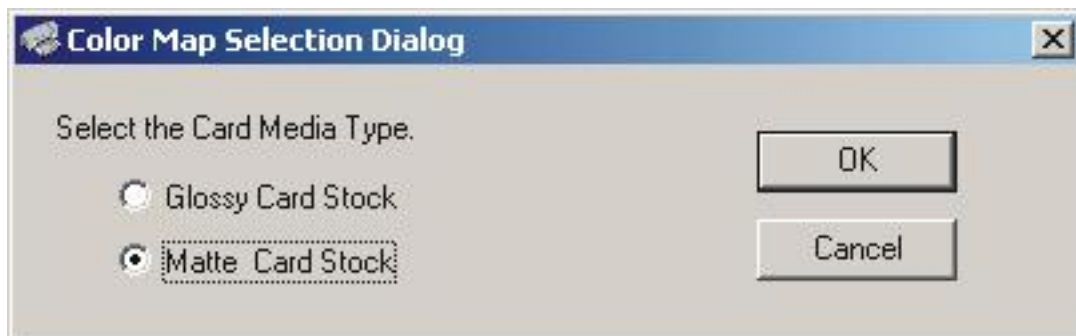 Color Map Selection Dialog
Select the Card Media Type.
Glossy Card Stock
Matte Card Stock
OK
Cancel